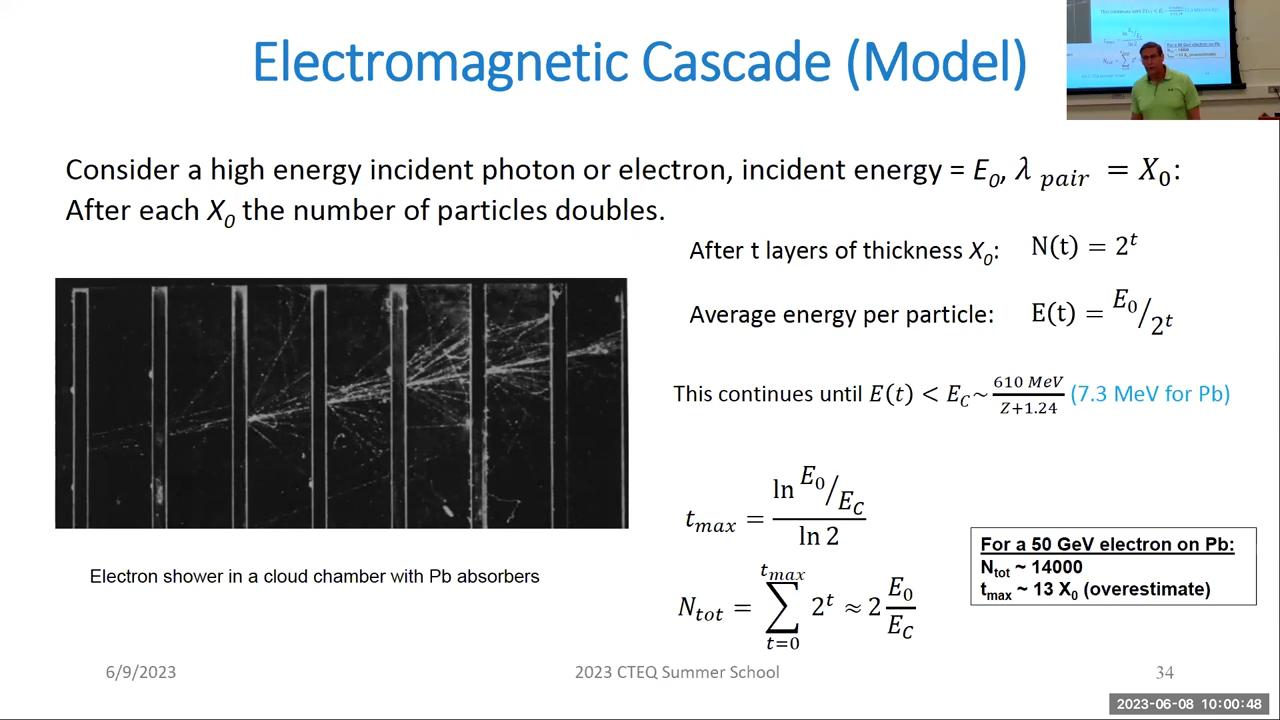 Electromagnetic Cascade (Model)
Consider a high energy incident photon or electron, incident energy = E₀, λ pair = X₀:
After each X₀ the number of particles doubles.
After t layers of thickness X₀: N(t) = 2ᵗ
Average energy per particle: E(t) = E₀/2ᵗ
This continues until E(t) < E_C~ 610 MeV / Z+1.24 (7.3 MeV for Pb)
t_max = ln E₀/E_C / ln 2
For a 50 GeV electron on Pb:
N_tot ~ 14000
t_max ~ 13 X₀ (overestimate)
Electron shower in a cloud chamber with Pb absorbers
N_tot = ∑_{t=0}^{t_max} 2ᵗ ≈ 2 E₀/E_C
6/9/2023
2023 CTEQ Summer School
34
2023-06-08 10:00:48